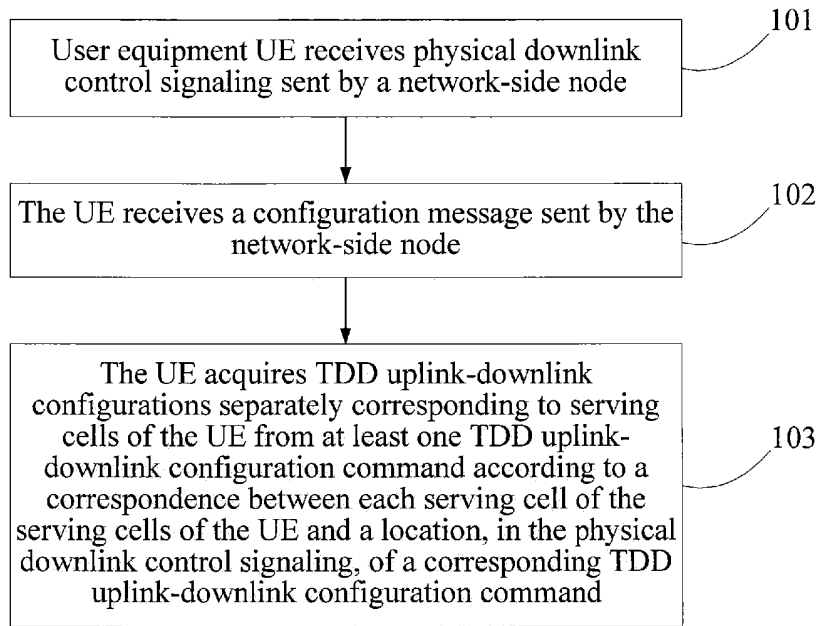 101
User equipment UE receives physical downlink
control signaling sent by a network-side node
102
The UE receives a configuration message sent by the
network-side node
103
The UE acquires TDD uplink-downlink
configurations separately corresponding to serving
cells of the UE from at least one TDD uplink-
downlink configuration command according to a
correspondence between each serving cell of the
serving cells of the UE and a location, in the physical
downlink control signaling, of a corresponding TDD
uplink-downlink configuration command